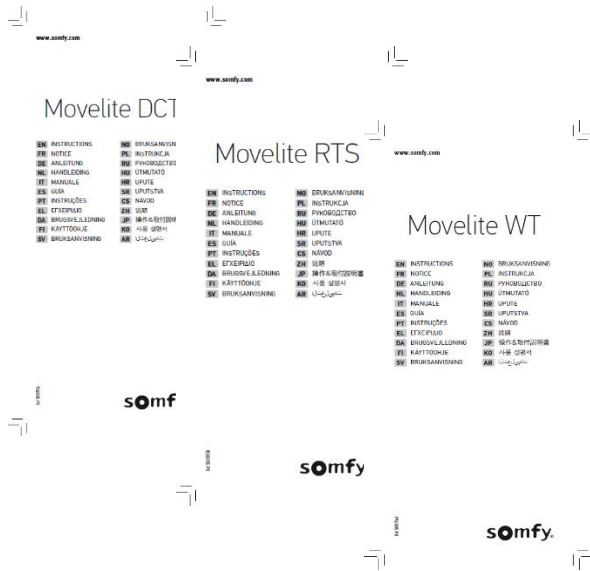 www.somfy.com
Movelite DCT
EN INSTRUCTIONS
FR NOTICE
DE ANLEITUNG
NL HANDLEIDING
IT MANUALE
ES GUÍA
PT INSTRUÇÕES
EL ΕΓΧΕΙΡΙΔΙΟ
DA BRUGSVEJLEDNING
FI KÄYTTÖOHJE
SV BRUKSANVISNING
NO BRUKSANVISN
PL INSTRUKCJA
RU РУКОВОДСТВО
HU ÚTMUTATÓ
HR UPUTE
SR UPUTSTVA
CS NÁVOD
ZH 说明
JP 操作&取付説明
KO 사용 설명서
AR
somf
www.somfy.com
Movelite RTS
EN INSTRUCTIONS
FR NOTICE
DE ANLEITUNG
NL HANDLEIDING
IT MANUALE
ES GUÍA
PT INSTRUÇÕES
EL ΕΓΧΕΙΡΙΔΙΟ
DA BRUGSVEJLEDNING
FI KÄYTTÖOHJE
SV BRUKSANVISNING
NO BRUKSANVISNING
PL INSTRUKCJA
RU РУКОВОДСТВО
HU ÚTMUTATÓ
HR UPUTE
SR UPUTSTVA
CS NÁVOD
ZH 说明
JP 操作&取付説明書
KO 사용 설명서
AR
somfy
www.somfy.com
Movelite WT
EN INSTRUCTIONS
FR NOTICE
DE ANLEITUNG
NL HANDLEIDING
IT MANUALE
ES GUÍA
PT INSTRUÇÕES
EL ΕΓΧΕΙΡΙΔΙΟ
DA BRUGSVEJLEDNING
FI KÄYTTÖOHJE
SV BRUKSANVISNING
NO BRUKSANVISNING
PL INSTRUKCJA
RU РУКОВОДСТВО
HU ÚTMUTATÓ
HR UPUTE
SR UPUTSTVA
CS NÁVOD
ZH 说明
JP 操作&取付説明書
KO 사용 설명서
AR
somfy.